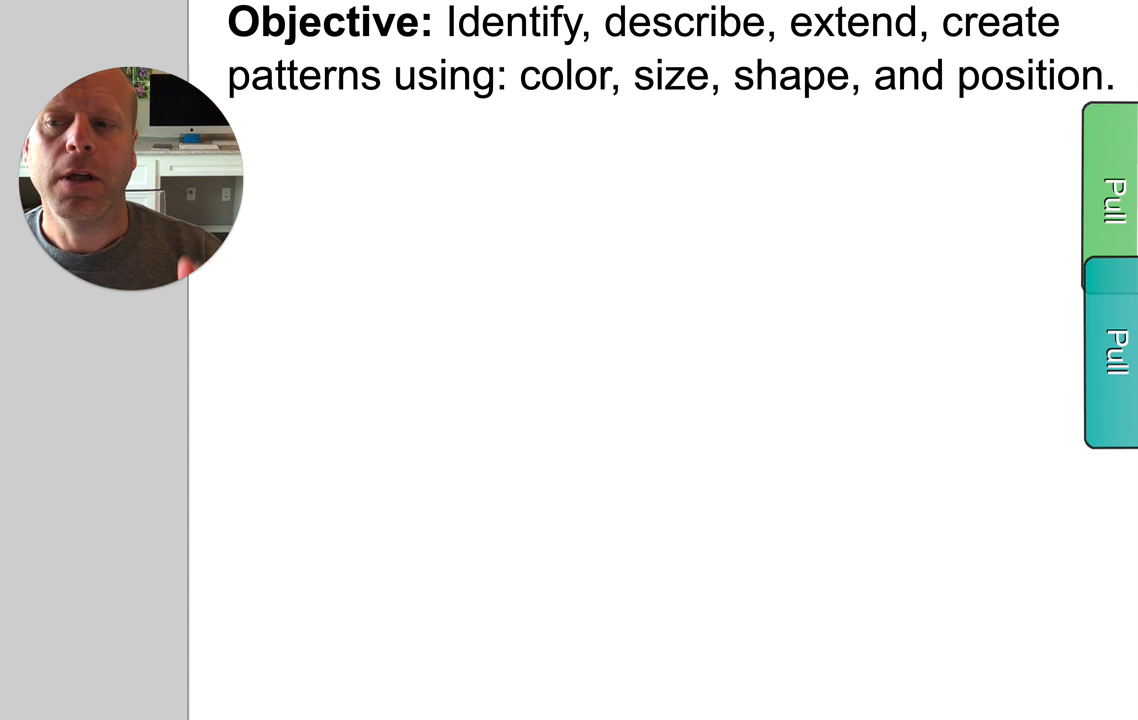 Objective: Identify, describe, extend, create
patterns using: color, size, shape, and position.
Pull
Pull